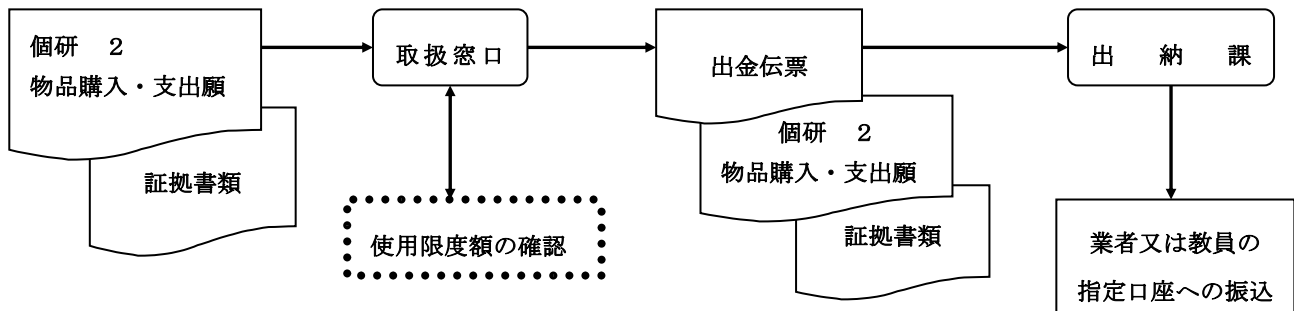 個研　２
物品購入・支出願
証拠書類
取扱窓口
使用限度額の確認
出金伝票
個研　２
物品購入・支出願
証拠書類
出　納　課
業者又は教員の
指定口座への振込